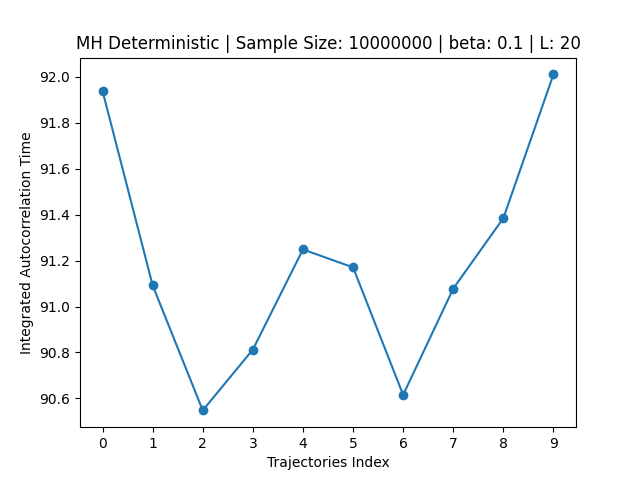 MH Deterministic | Sample Size: 10000000 | beta: 0.1 | L: 20
Integrated Autocorrelation Time
92.0
91.8
91.6
91.4
91.2
91.0
90.8
90.6
0 1 2 3 4 5 6 7 8 9
Trajectories Index